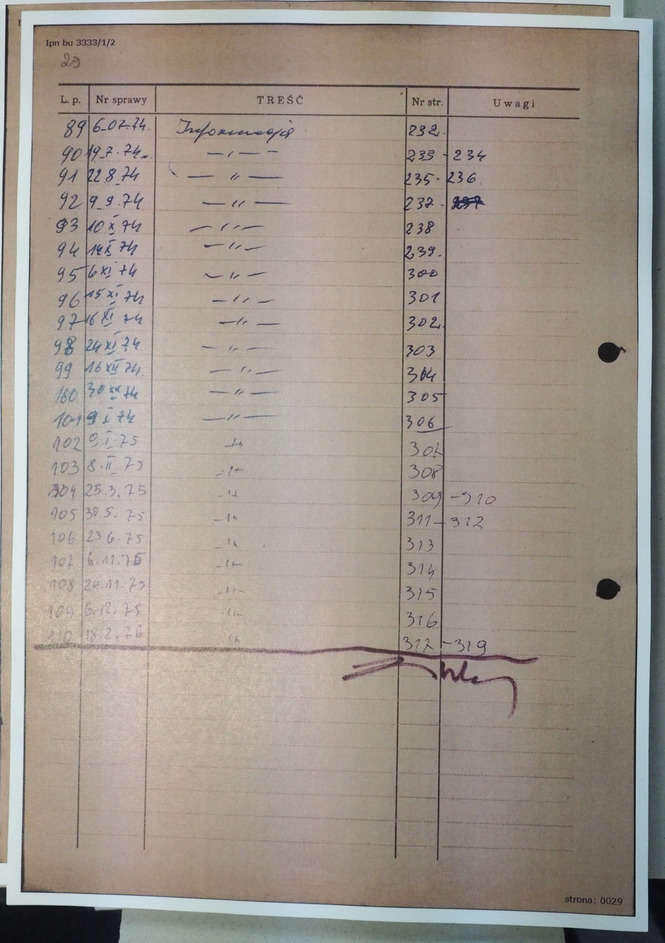 Ipn bu 3333/1/2
23
L. p. Nr sprawy TREŚĆ Nr str. Uwagi
89 6.07.74. Informacja 232.
90 19.7.74. —〃— 233 - 234
91 22.8.74 —〃— 235 - 236
92 9.9.74 —〃— 237 -
93 10 X 74 —〃— 238
94 X 74 —〃— 239.
95 6 XI 74 —〃— 300
96 15 XI 74 —〃— 301
97 16 XI 74 —〃— 302
98 24 XI 74 —〃— 303
99 16 XII 74 —〃— 304
100 30 XII 74 —〃— 305
101 9 I 74 —〃— 306
102 9.I.75 —〃— 307
103 8.II.75 —〃— 308
104 25.3.75 —〃— 309 - 310
105 .5.75 —〃— 311 - 312
106 23.6.75 —〃— 313
107 6.11.75 —〃— 314
108 .11.75 —〃— 315
109 6.12.75 —〃— 316
110 18.2.76 —〃— 317 - 319
strona: 0029